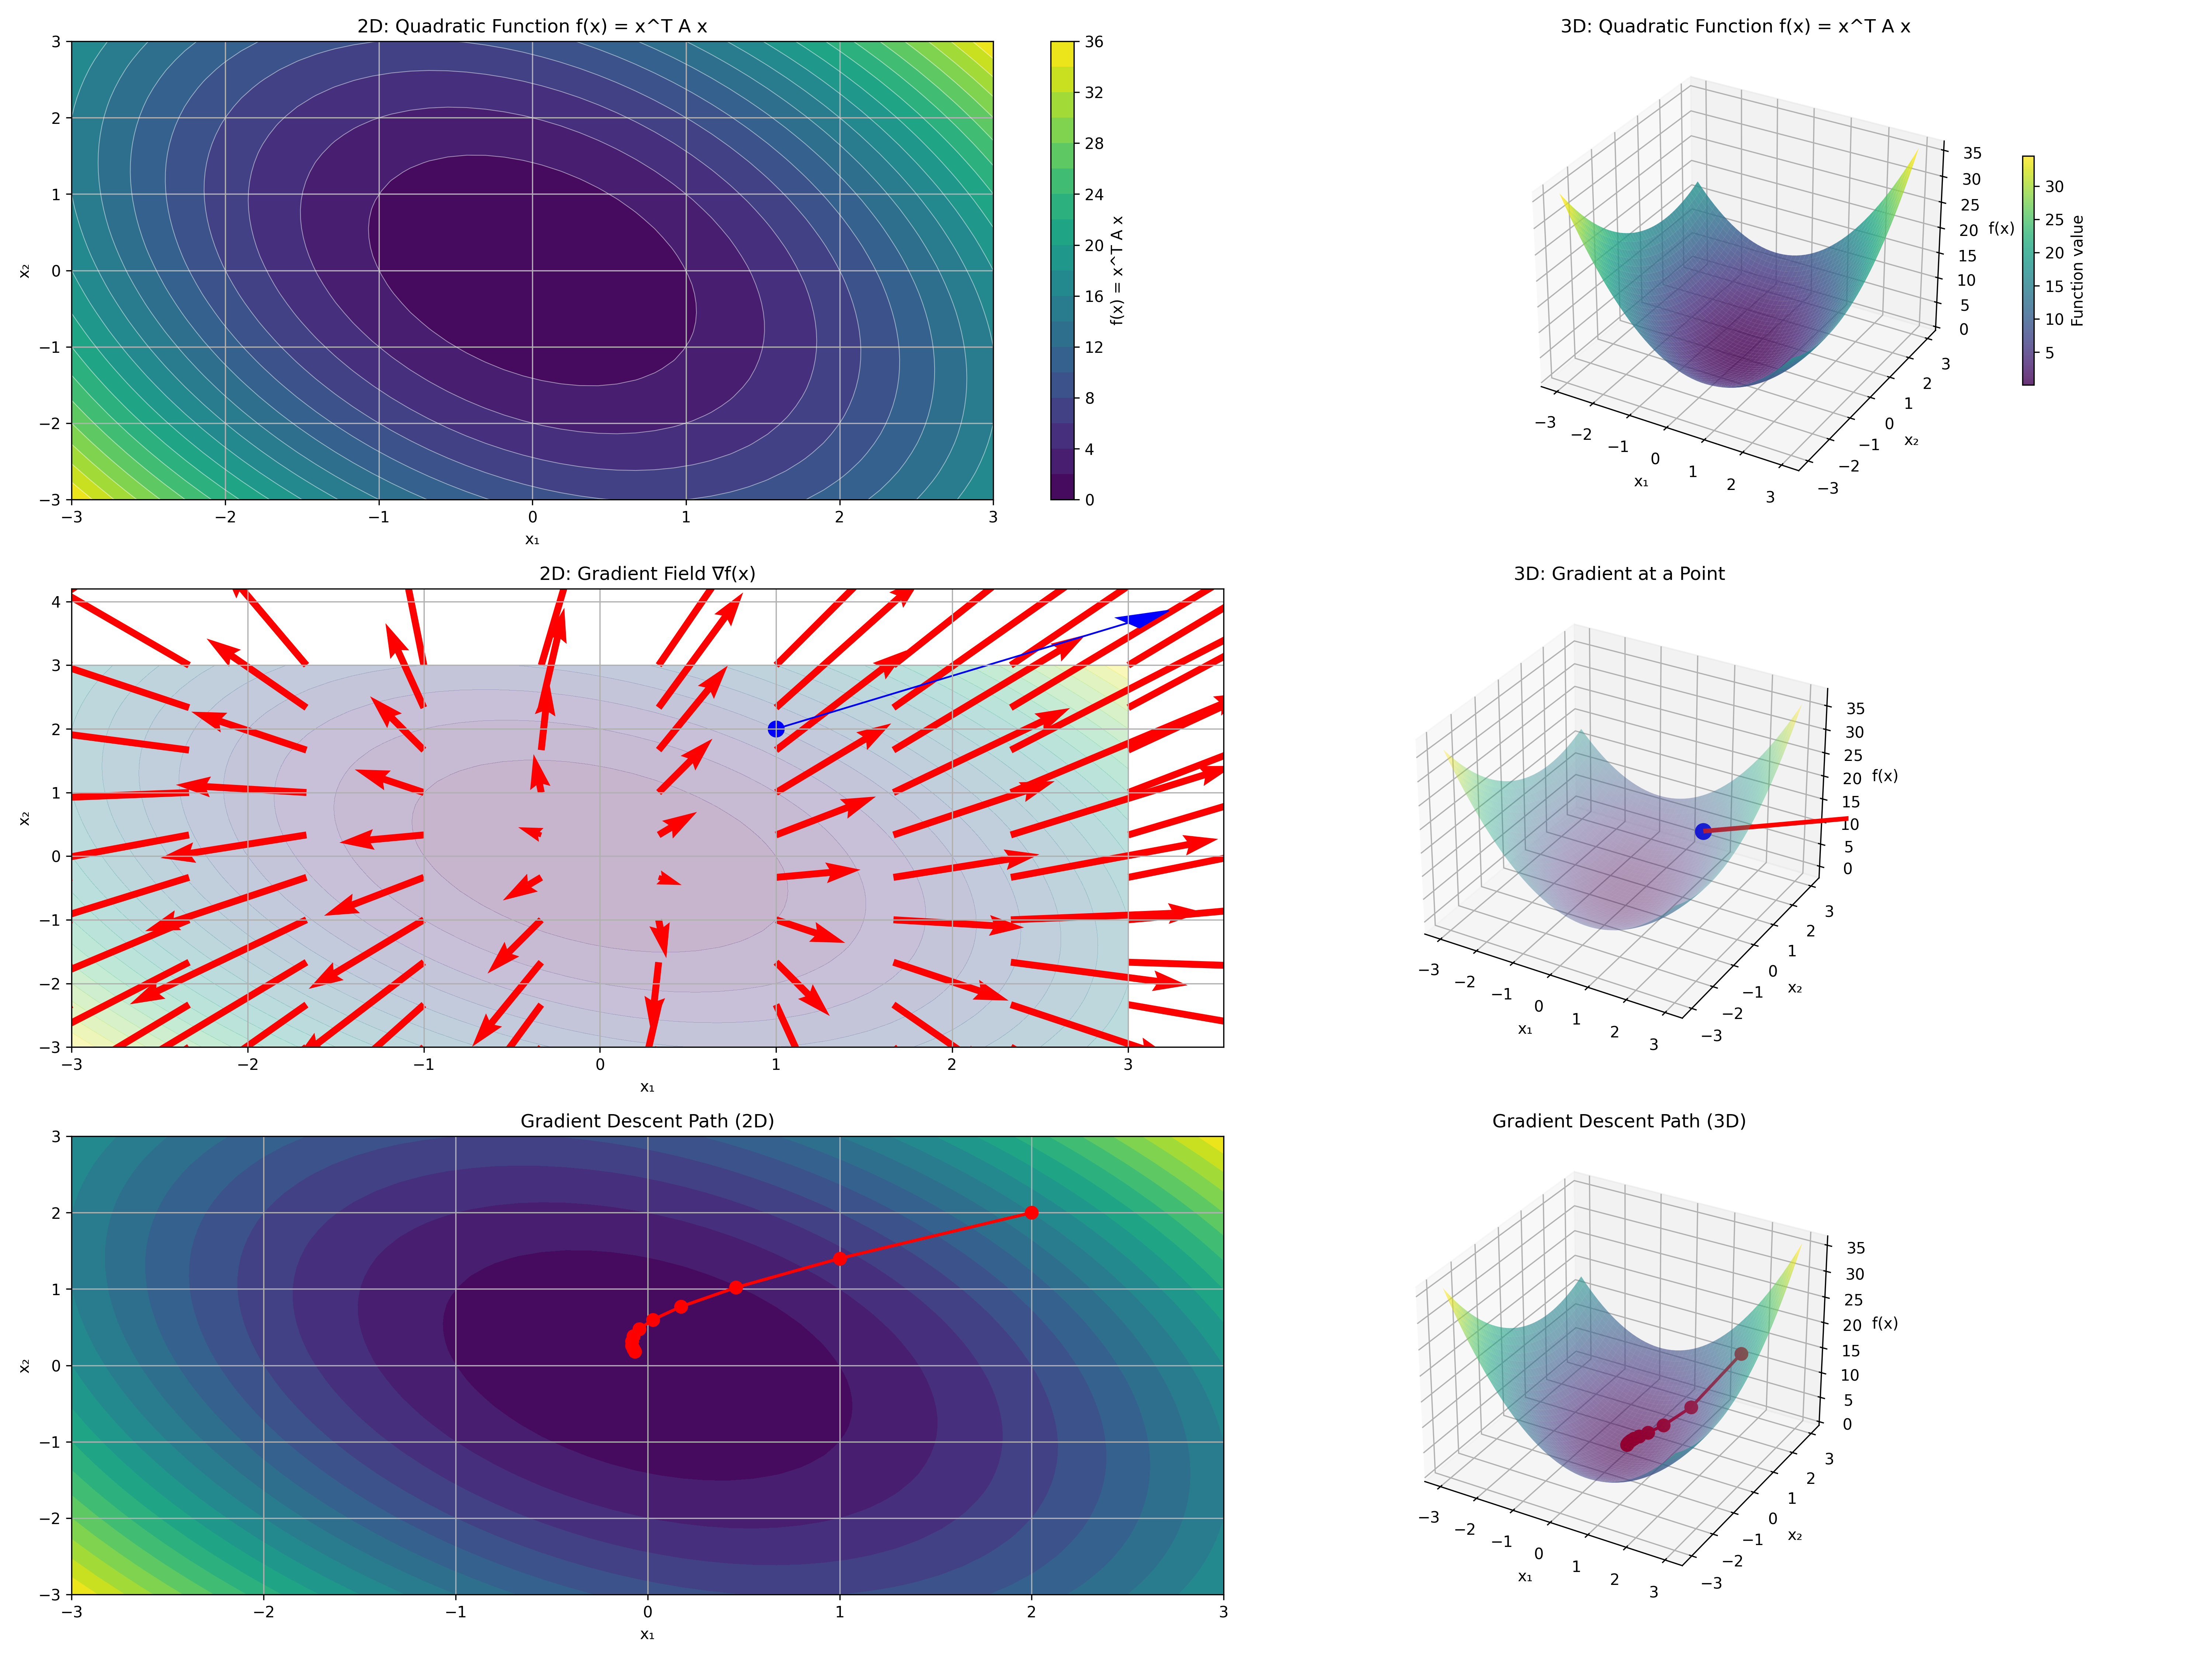 2D: Quadratic Function f(x) = x^T A x
3
2
1
0
−1
−2
−3
x₂
−3 −2 −1 0 1 2 3
x₁
36
32
28
24
20
16
12
8
4
0
f(x) = x^T A x
3D: Quadratic Function f(x) = x^T A x
35
30
25
20
15
10
5
0
f(x)
−3 −2 −1 0 1 2 3
x₁
3
2
1
0
−1
−2
−3
x₂
30
25
20
15
10
5
Function value
2D: Gradient Field ∇f(x)
4
3
2
1
0
−1
−2
−3
x₂
−3 −2 −1 0 1 2 3
x₁
3D: Gradient at a Point
35
30
25
20
15
10
5
0
f(x)
−3 −2 −1 0 1 2 3
x₁
3
2
1
0
−1
−2
−3
x₂
Gradient Descent Path (2D)
3
2
1
0
−1
−2
−3
x₂
−3 −2 −1 0 1 2 3
x₁
Gradient Descent Path (3D)
35
30
25
20
15
10
5
0
f(x)
−3 −2 −1 0 1 2 3
x₁
3
2
1
0
−1
−2
−3
x₂